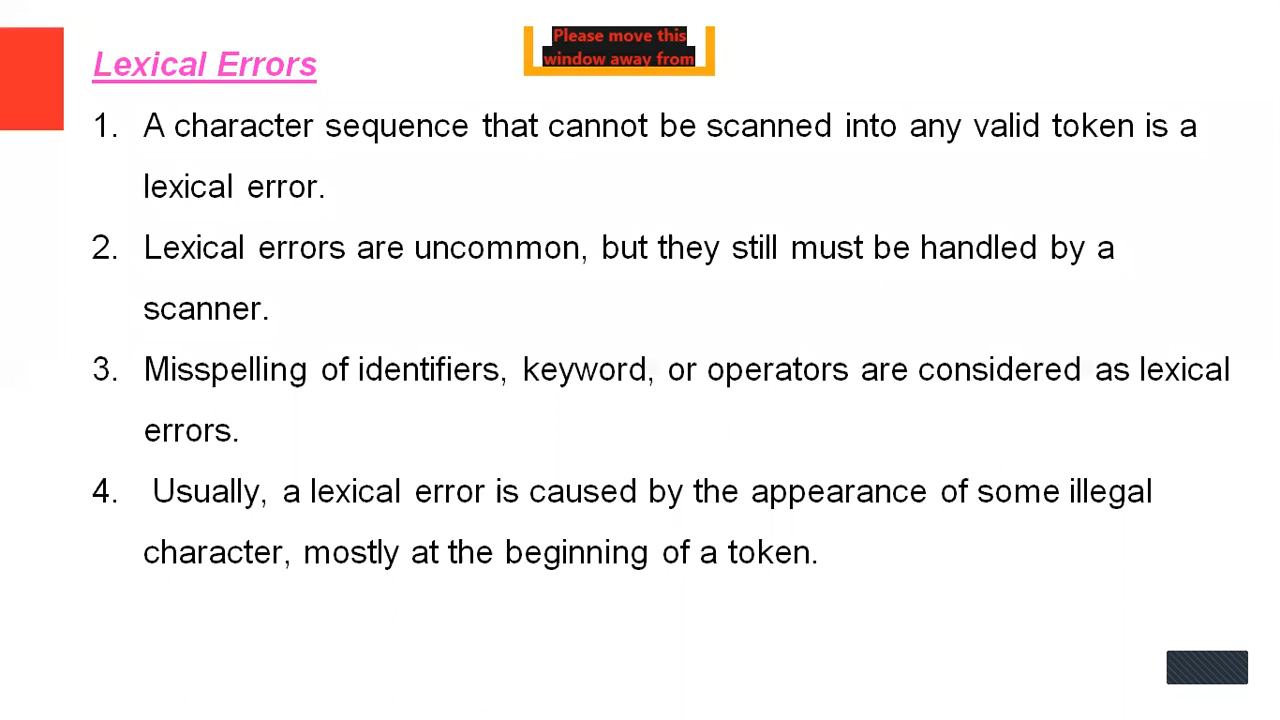 Please move this
window away from
Lexical Errors
1. A character sequence that cannot be scanned into any valid token is a
lexical error.
2. Lexical errors are uncommon, but they still must be handled by a
scanner.
3. Misspelling of identifiers, keyword, or operators are considered as lexical
errors.
4. Usually, a lexical error is caused by the appearance of some illegal
character, mostly at the beginning of a token.